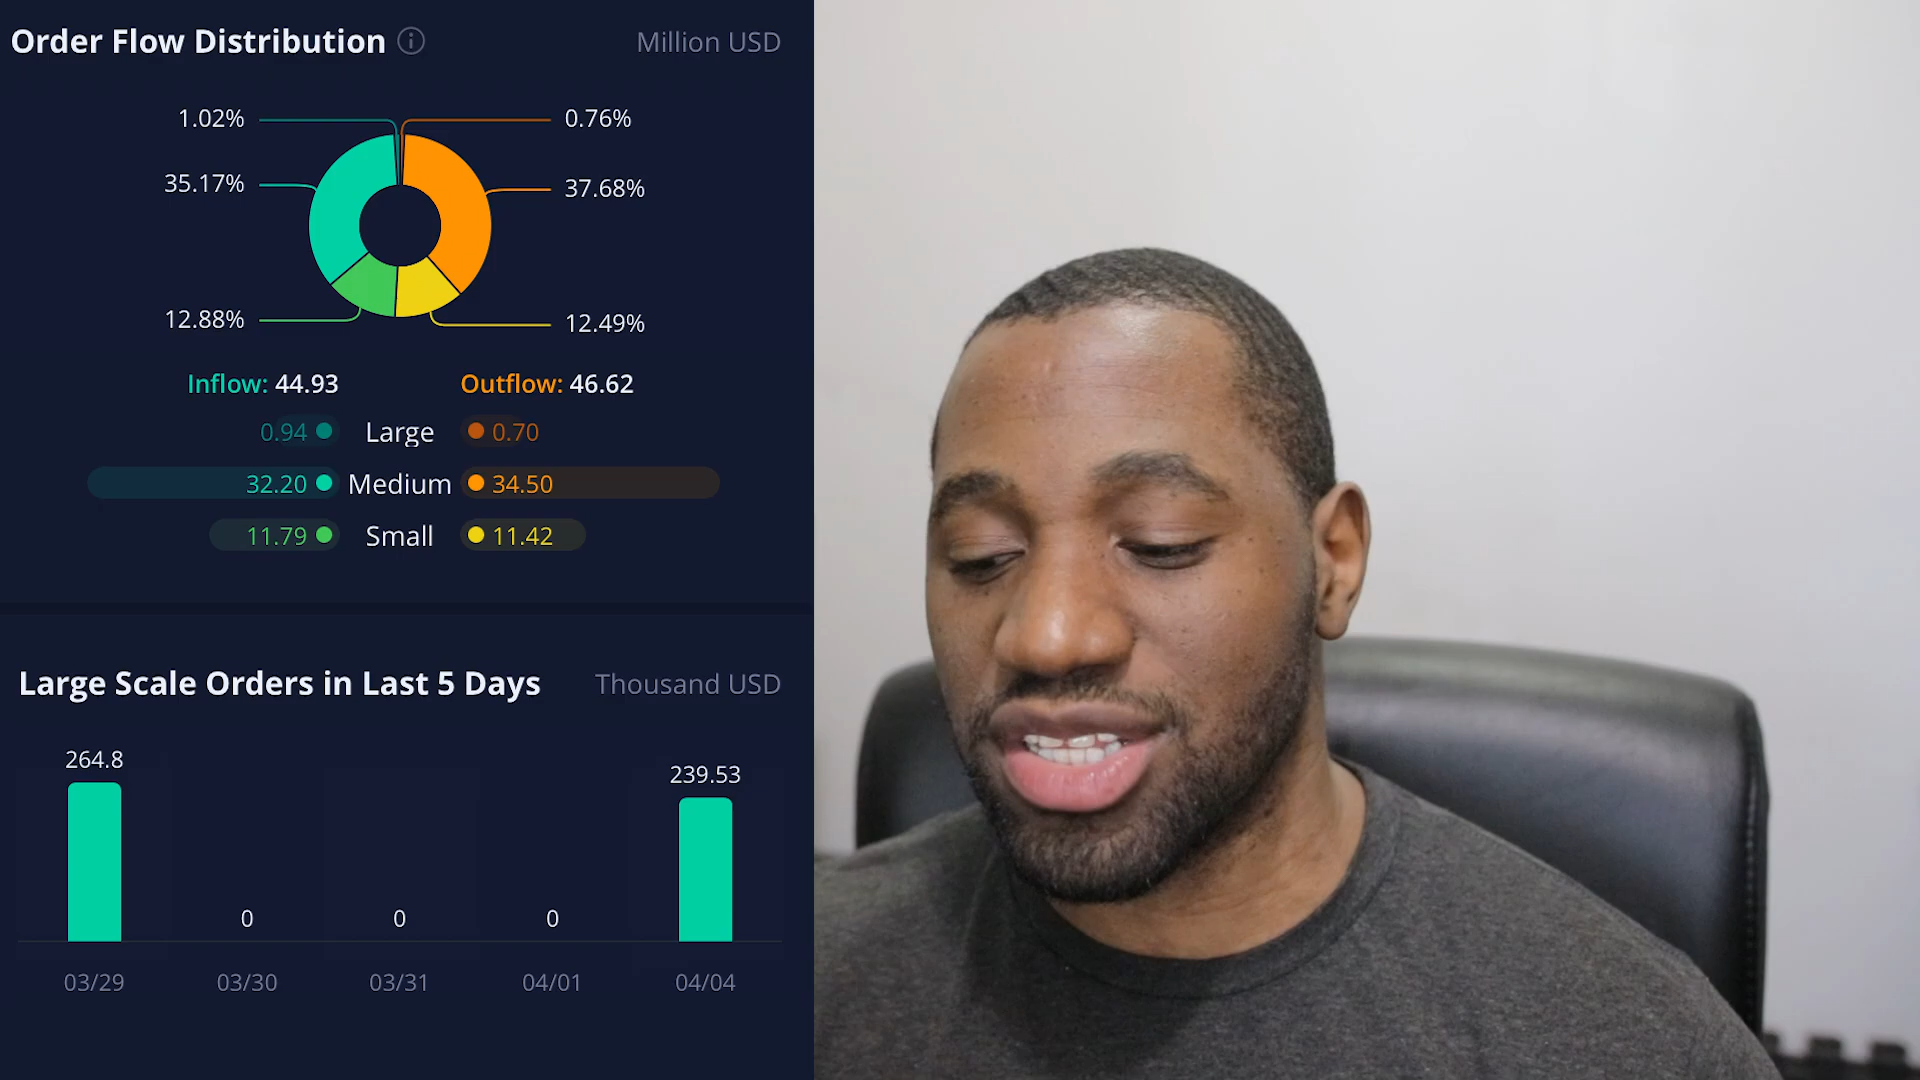 Order Flow Distribution Million USD
1.02% 0.76%
35.17% 37.68%
12.88% 12.49%
Inflow: 44.93 Outflow: 46.62
0.94 Large 0.70
32.20 Medium 34.50
11.79 Small 11.42
Large Scale Orders in Last 5 Days Thousand USD
264.8 0 0 0 239.53
03/29 03/30 03/31 04/01 04/04